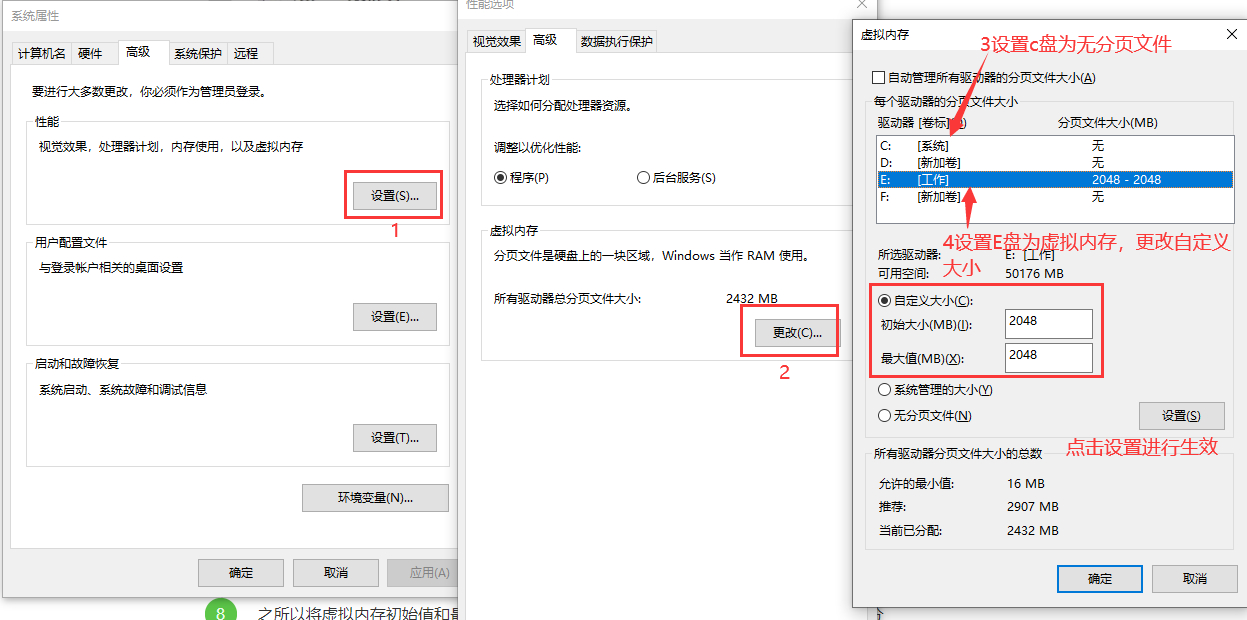 系统属性
计算机名
硬件
高级
系统保护
远程
要进行大多数更改，你必须作为管理员登录。
性能
视觉效果，处理器计划，内存使用，以及虚拟内存
设置(S)...
1
用户配置文件
与登录帐户相关的桌面设置
设置(E)...
启动和故障恢复
系统启动、系统故障和调试信息
设置(T)...
环境变量(N)...
确定
取消
应用(A)
8
之所以将虚拟内存初始值和
性能选项
视觉效果
高级
数据执行保护
处理器计划
选择如何分配处理器资源。
调整以优化性能:
程序(P)
后台服务(S)
虚拟内存
分页文件是硬盘上的一块区域，Windows 当作 RAM 使用。
所有驱动器总分页文件大小:
2432 MB
更改(C)...
2
虚拟内存
3设置c盘为无分页文件
自动管理所有驱动器的分页文件大小(A)
每个驱动器的分页文件大小
驱动器 [卷标]
分页文件大小(MB)
C: [系统] 无
D: [新加卷] 无
E: [工作] 2048 - 2048
F: [新加卷] 无
4设置E盘为虚拟内存，更改自定义
大小
所选驱动器: E: [工作]
可用空间: 50176 MB
自定义大小(C):
初始大小(MB)(I): 2048
最大值(MB)(X): 2048
系统管理的大小(Y)
无分页文件(N)
设置(S)
点击设置进行生效
所有驱动器分页文件大小的总数
允许的最小值: 16 MB
推荐: 2907 MB
当前已分配: 2432 MB
确定
取消